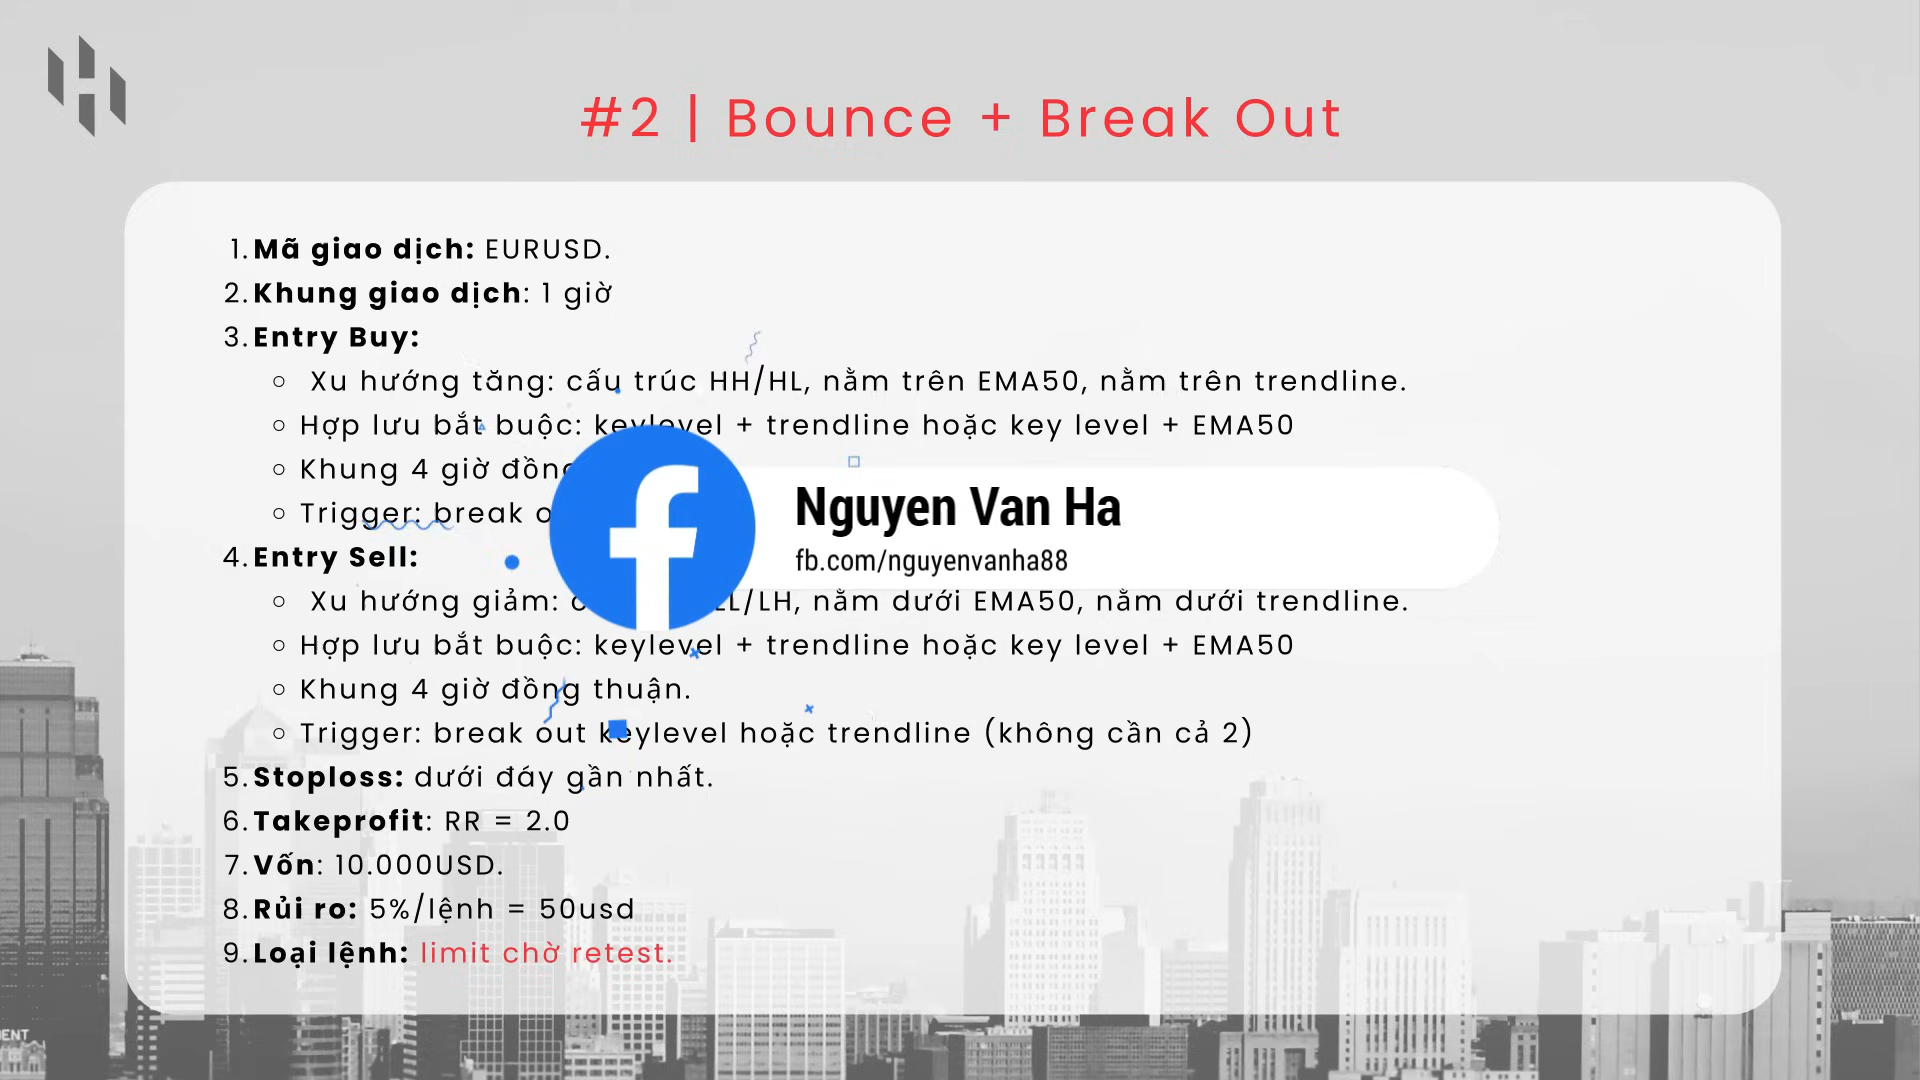 #2 | Bounce + Break Out
1. Mã giao dịch: EURUSD.
2. Khung giao dịch: 1 giờ
3. Entry Buy:
Xu hướng tăng: cấu trúc HH/HL, nằm trên EMA50, nằm trên trendline.
Hợp lưu bắt buộc: keylevel + trendline hoặc key level + EMA50
Khung 4 giờ
Trigger: break
Nguyen Van Ha
fb.com/nguyenvanha88
4. Entry Sell:
Xu hướng giảm: LL/LH, nằm dưới EMA50, nằm dưới trendline.
Hợp lưu bắt buộc: keylevel + trendline hoặc key level + EMA50
Khung 4 giờ đồng thuận.
Trigger: break out keylevel hoặc trendline (không cần cả 2)
5. Stoploss: dưới đáy gần nhất.
6. Takeprofit: RR = 2.0
7. Vốn: 10.000USD.
8. Rủi ro: 5%/lệnh = 50usd
9. Loại lệnh: limit chờ retest.